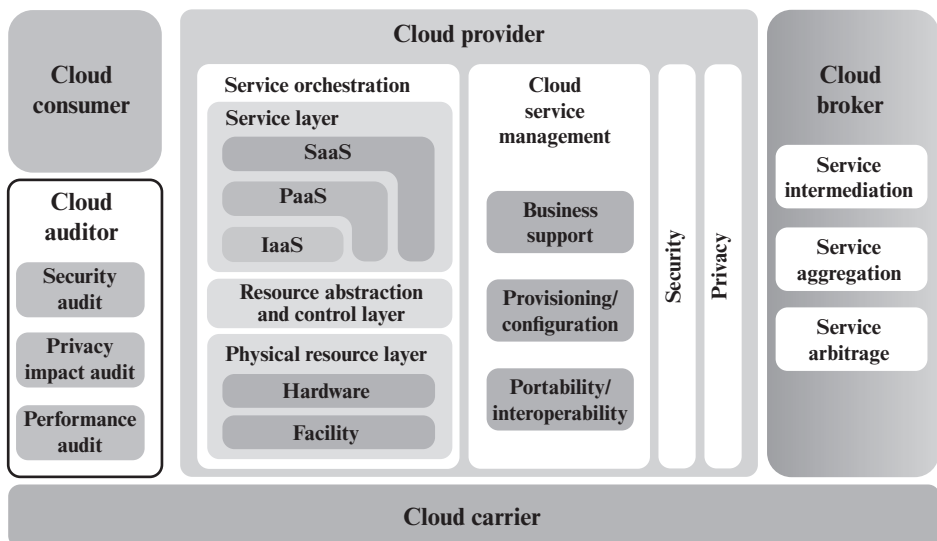 Cloud
consumer
Cloud
auditor
Security
audit
Privacy
impact audit
Performance
audit
Cloud provider
Service orchestration
Service layer
SaaS
PaaS
IaaS
Resource abstraction
and control layer
Physical resource layer
Hardware
Facility
Cloud
service
management
Business
support
Provisioning/
configuration
Portability/
interoperability
Security
Privacy
Cloud
broker
Service
intermediation
Service
aggregation
Service
arbitrage
Cloud carrier